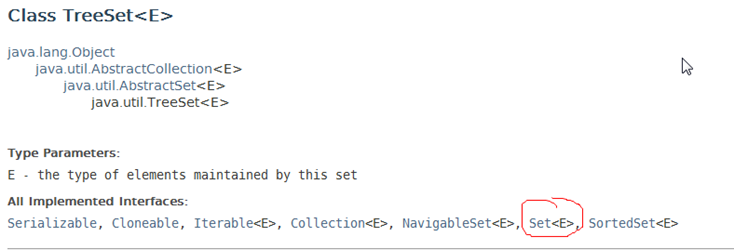 Class TreeSet<E>
java.lang.Object
java.util.AbstractCollection<E>
java.util.AbstractSet<E>
java.util.TreeSet<E>
Type Parameters:
E - the type of elements maintained by this set
All Implemented Interfaces:
Serializable, Cloneable, Iterable<E>, Collection<E>, NavigableSet<E>, Set<E>, SortedSet<E>